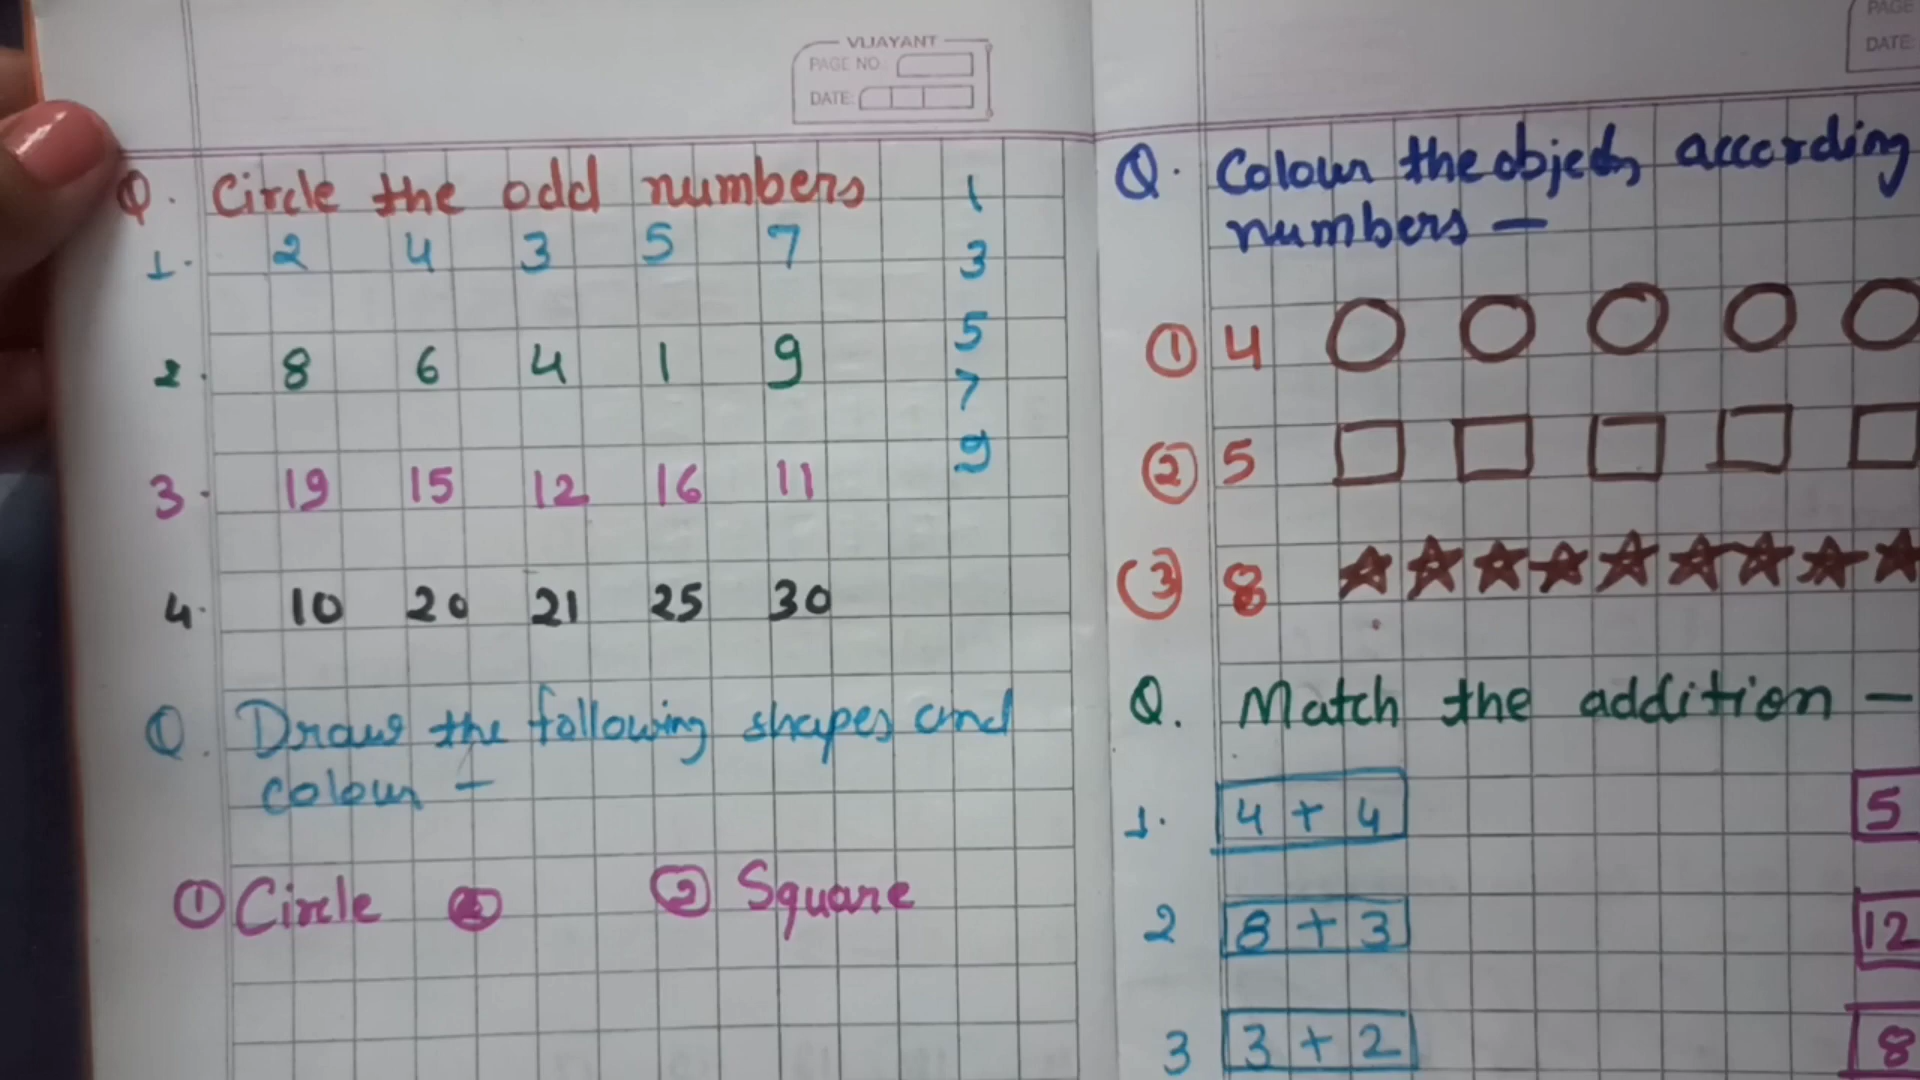 VIJAYANT
PAGE NO.
DATE:
Q. Circle the odd numbers
1. 2 4 3 5 7
2. 8 6 4 1 9
3. 19 15 12 16 11
4. 10 20 21 25 30
1
3
5
7
9
Q. Draw the following shapes and
colour -
① Circle ② Square
PAGE
DATE:
Q. Colour the objects according
numbers -
① 4
② 5
③ 8
Q. Match the addition -
1. 4 + 4 5
2 8 + 3 12
3 3 + 2 8